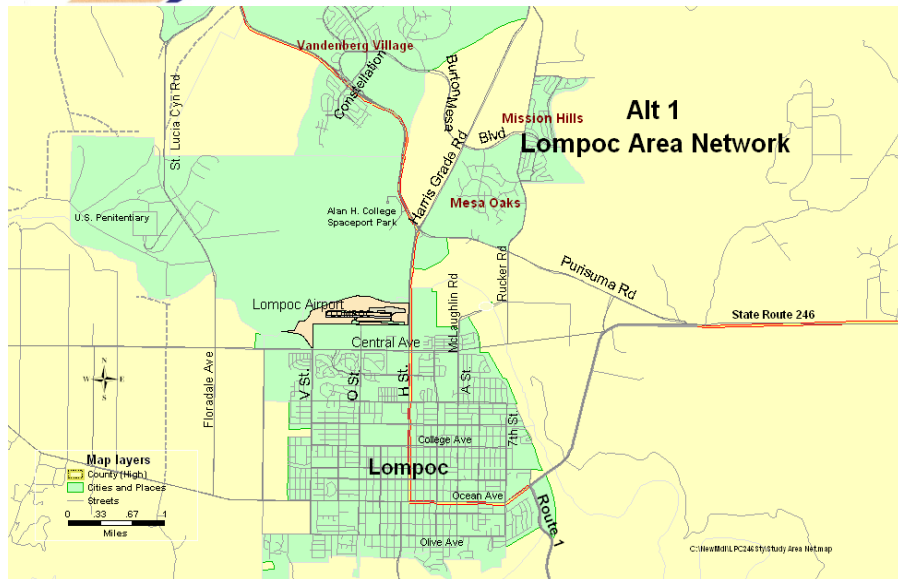 Vandenberg Village
Constellation
Burton Mesa
Blvd
Mission Hills
Alt 1
Lompoc Area Network
St. Lucia Cyn Rd
Harris Grade Rd
Mesa Oaks
U.S. Penitentiary
Alan H. College
Spaceport Park
Rucker Rd
Purisuma Rd
McLaughlin Rd
Lompoc Airport
LOMPOC
State Route 246
Central Ave
N
W E
S
Floradale Ave
V St.
O St.
H St.
A St.
7th St.
College Ave
Lompoc
Map layers
County (High)
Cities and Places
Streets
0 .33 .67 1
Miles
Ocean Ave
Route 1
Olive Ave